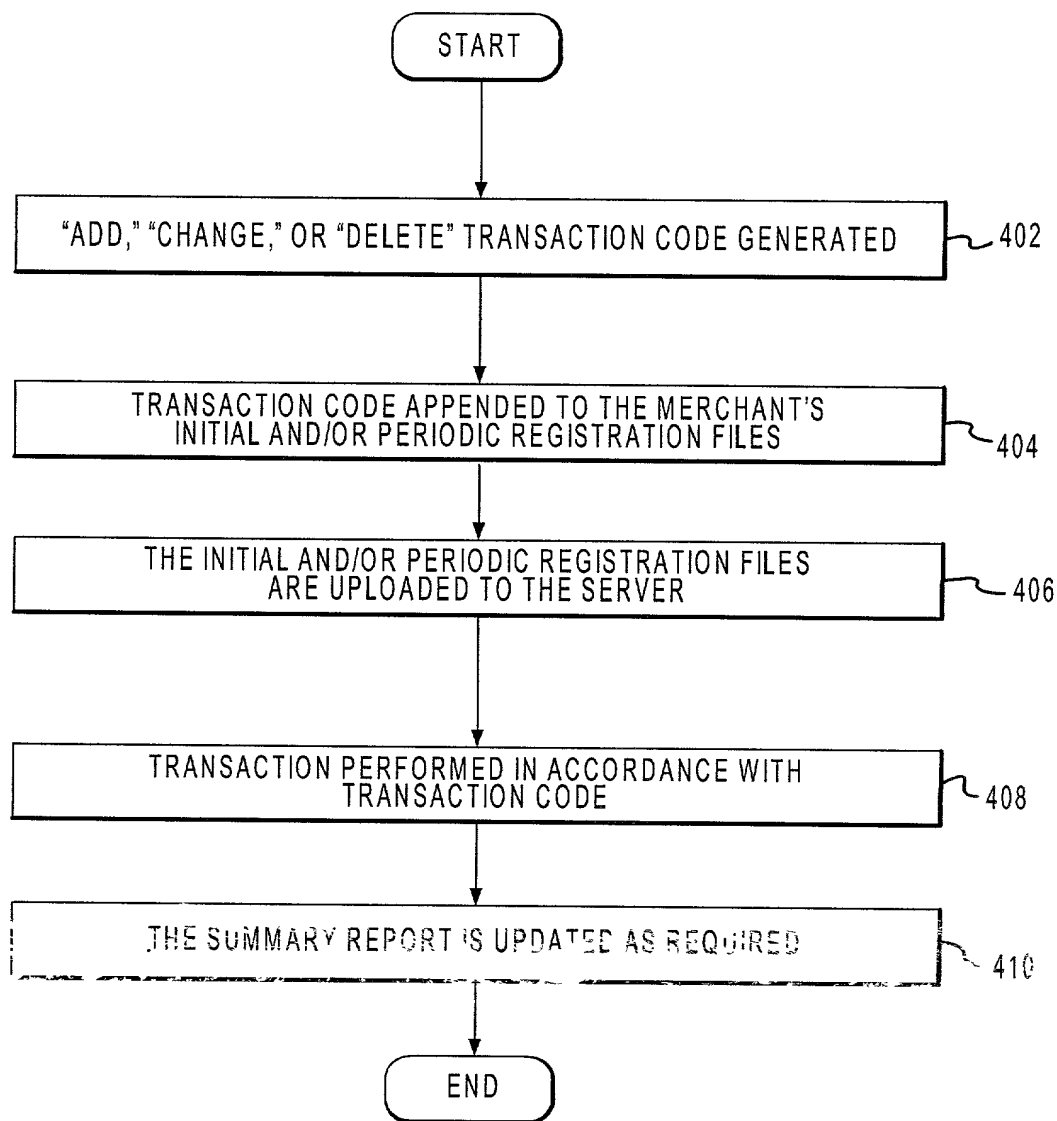 START
“ADD,” “CHANGE,” OR “DELETE” TRANSACTION CODE GENERATED
402
TRANSACTION CODE APPENDED TO THE MERCHANT’S
INITIAL AND/OR PERIODIC REGISTRATION FILES
404
THE INITIAL AND/OR PERIODIC REGISTRATION FILES
ARE UPLOADED TO THE SERVER
406
TRANSACTION PERFORMED IN ACCORDANCE WITH
TRANSACTION CODE
408
THE SUMMARY REPORT IS UPDATED AS REQUIRED
410
END